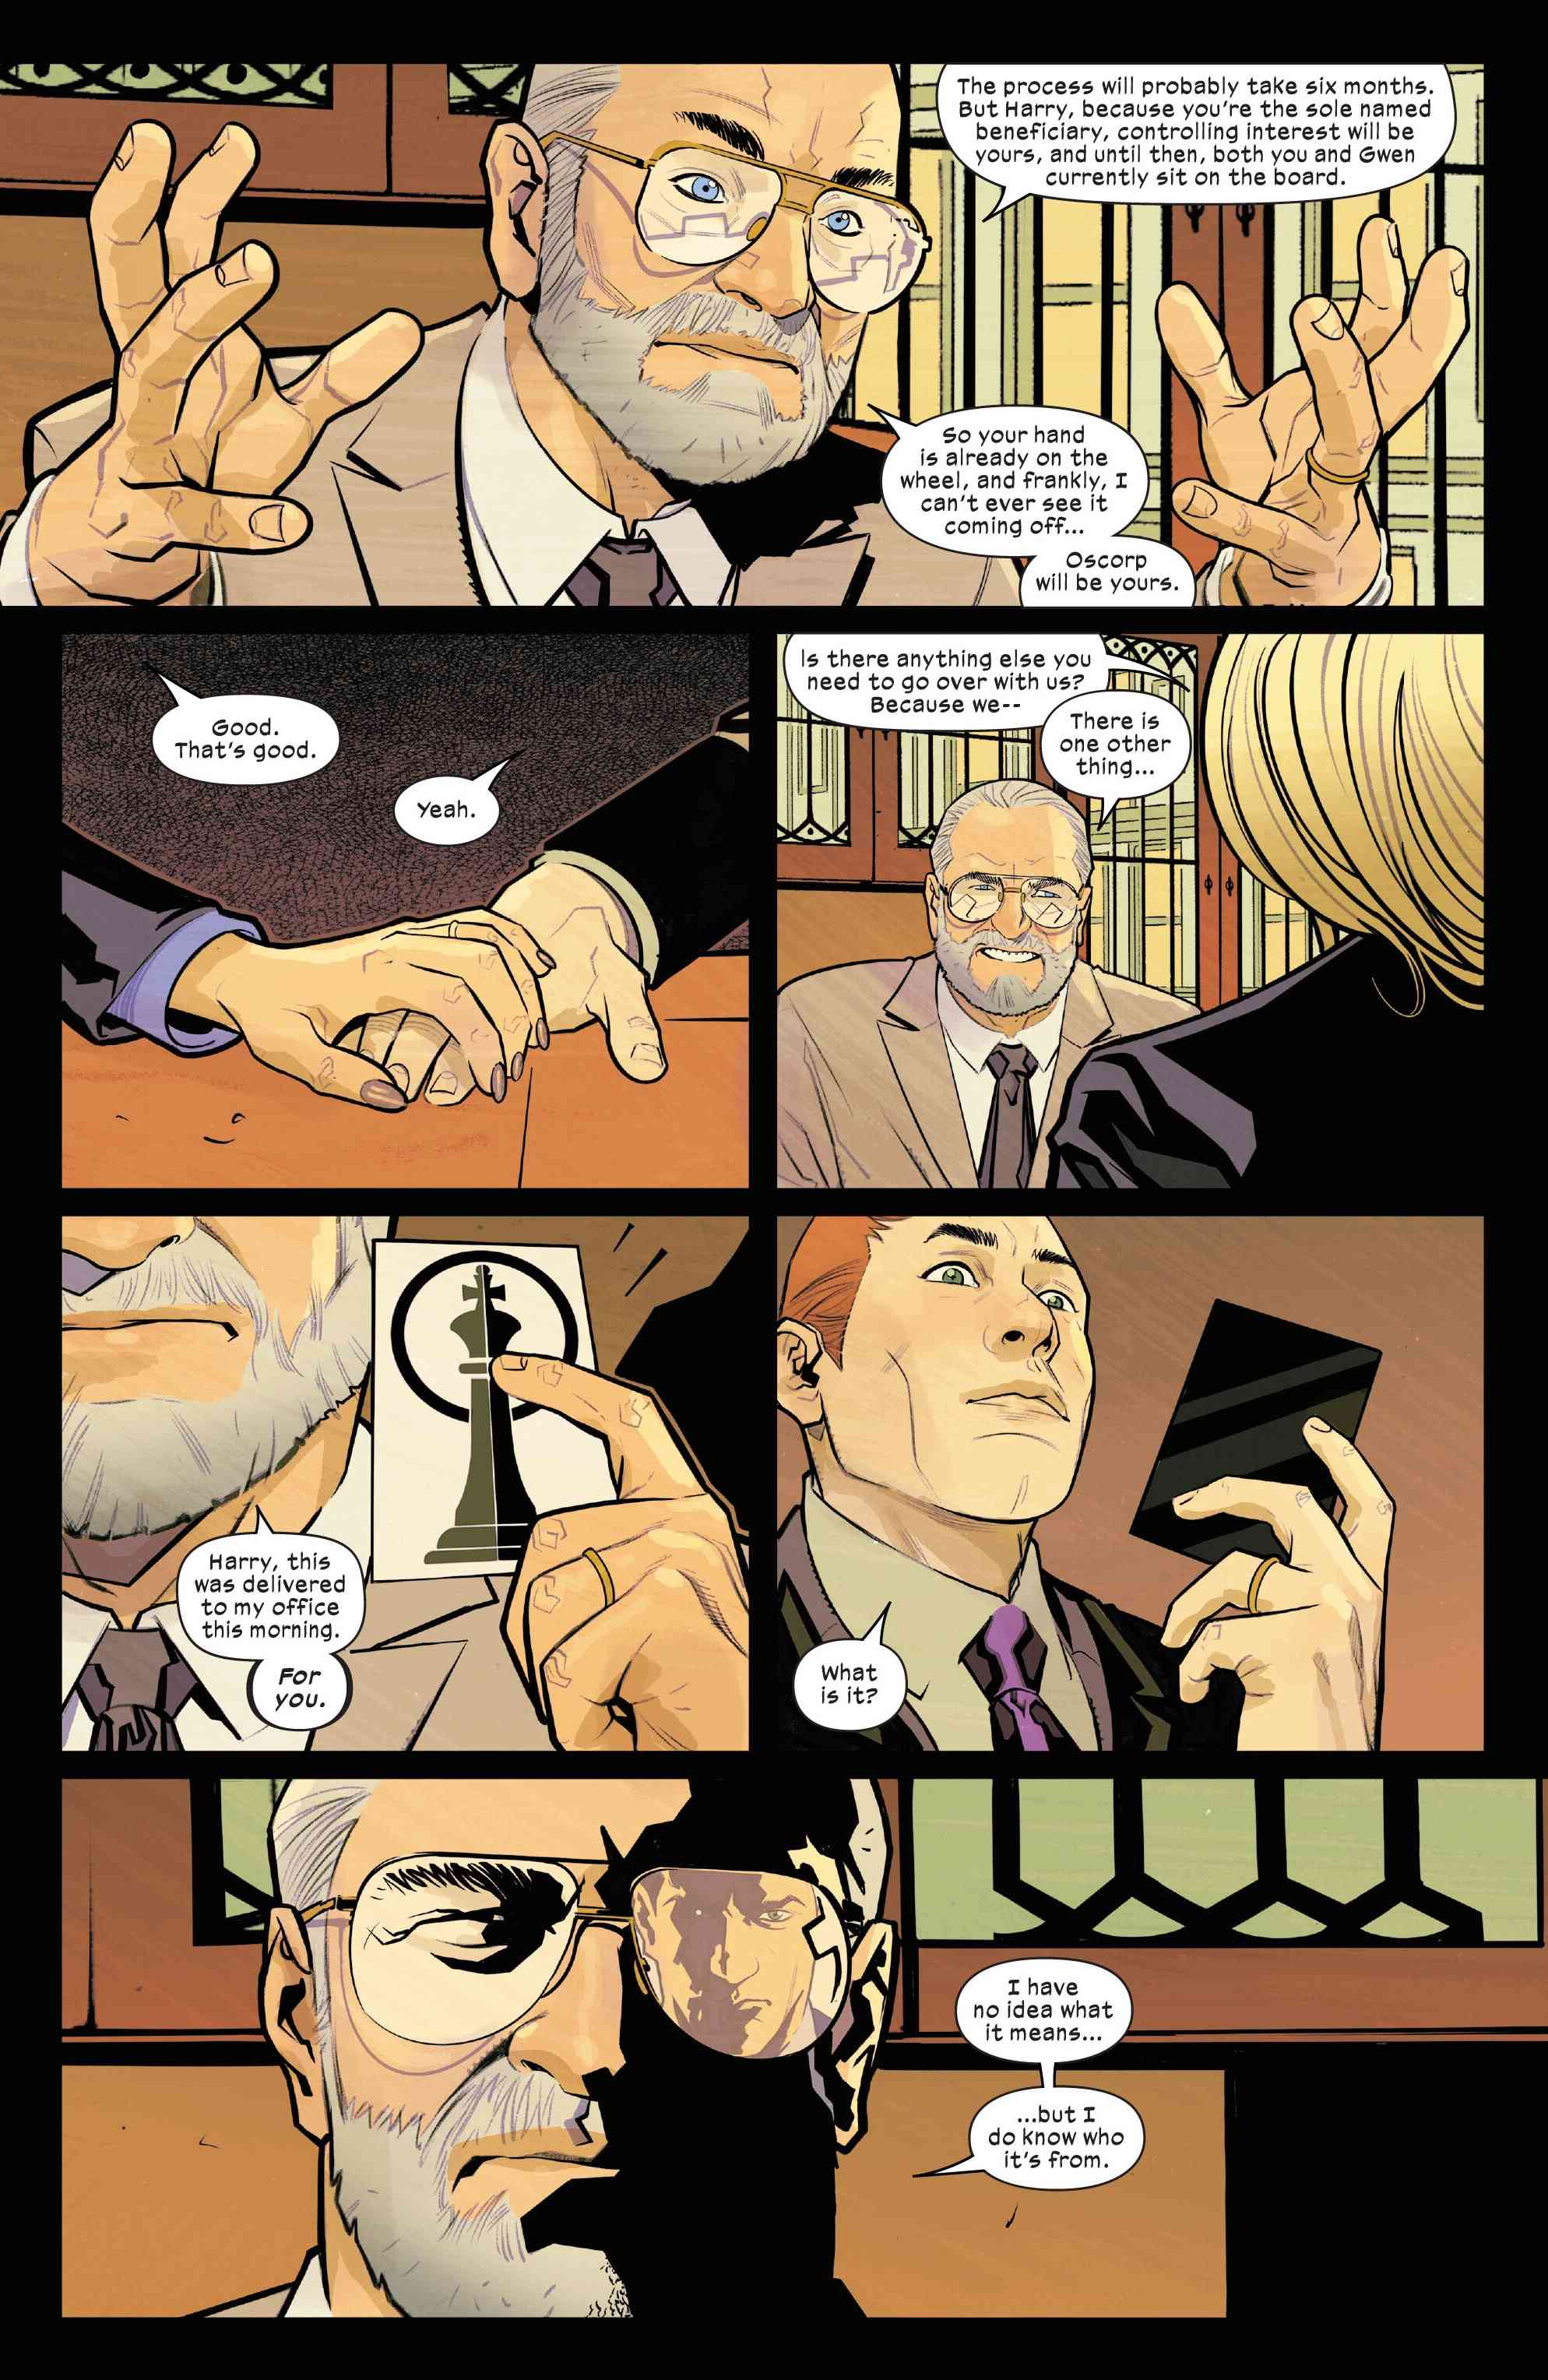 The process will probably take six months.
But Harry, because you're the sole named
beneficiary, controlling interest will be
yours, and until then, both you and Gwen
currently sit on the board.
So your hand
is already on the
wheel, and frankly, I
can't ever see it
coming off...
Oscorp
will be yours.
Good.
That's good.
Yeah.
Is there anything else you
need to go over with us?
Because we--
There is
one other
thing...
Harry, this
was delivered
to my office
this morning.
For
you.
What
is it?
I have
no idea what
it means...
...but I
do know who
it's from.